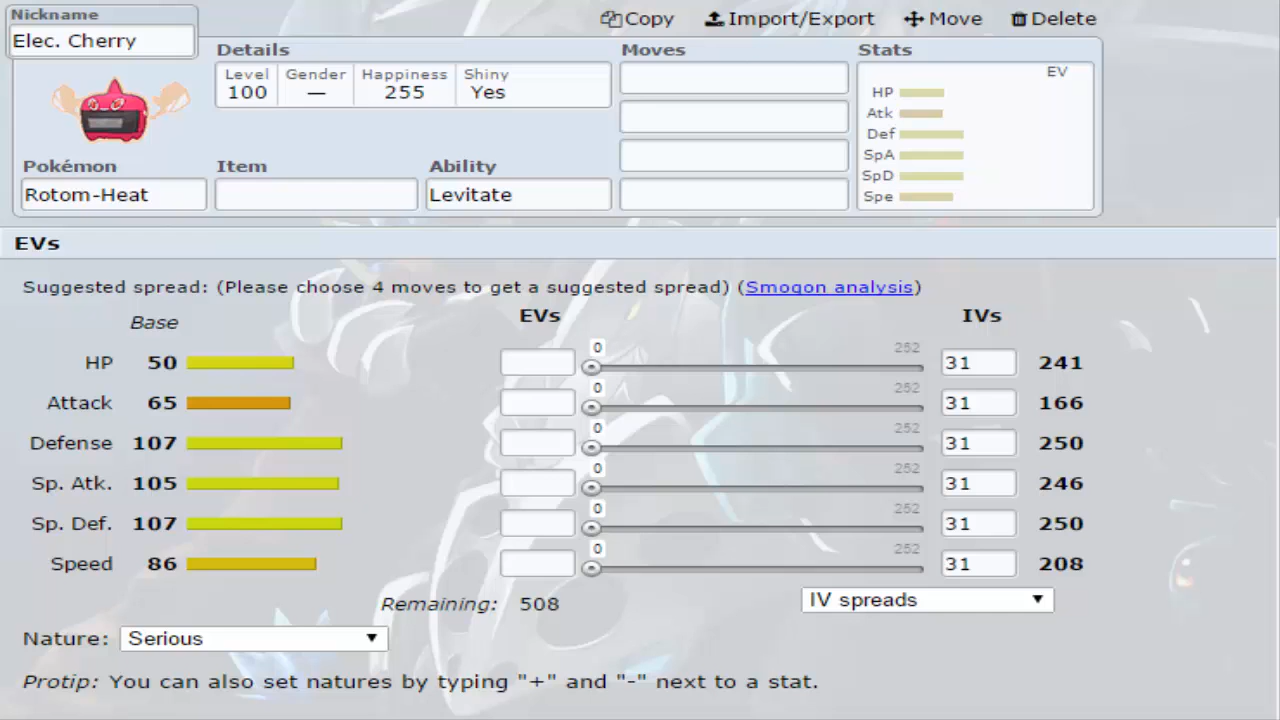 Nickname
Elec. Cherry
Copy Import/Export Move Delete
Details
Moves
Stats
Level Gender Happiness Shiny
100 — 255 Yes
EV
HP
Atk
Def
SpA
SpD
Spe
Pokémon Item Ability
Rotom-Heat Levitate
EVs
Suggested spread: (Please choose 4 moves to get a suggested spread) (Smogon analysis)
Base EVs IVs
HP 50 0 252 31 241
Attack 65 0 252 31 166
Defense 107 0 252 31 250
Sp. Atk. 105 0 252 31 246
Sp. Def. 107 0 252 31 250
Speed 86 0 252 31 208
Remaining: 508 IV spreads
Nature: Serious
Protip: You can also set natures by typing "+" and "-" next to a stat.